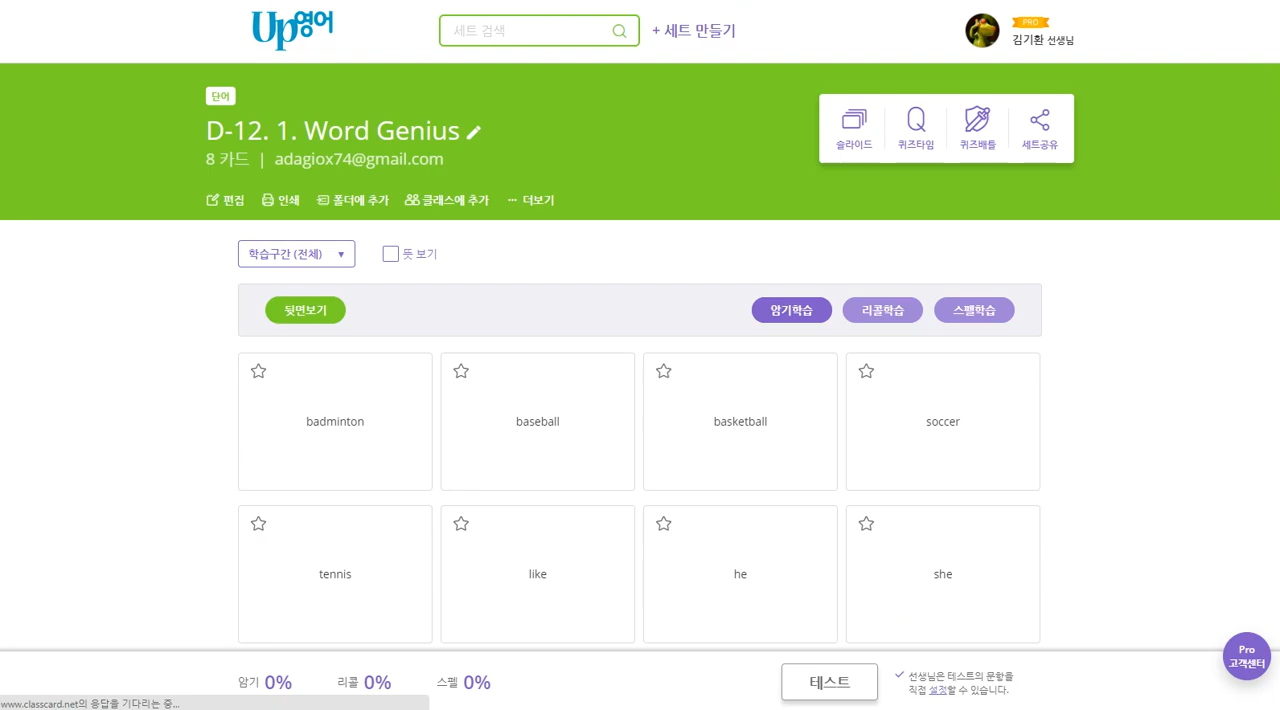 Up영어
세트 검색
+ 세트 만들기
PRO
김기환 선생님
단어
D-12. 1. Word Genius
8 카드 | adagiox74@gmail.com
슬라이드
퀴즈타임
퀴즈배틀
세트공유
편집
인쇄
폴더에 추가
클래스에 추가
··· 더보기
학습구간 (전체) ▼
뜻 보기
뒷면보기
암기학습
리콜학습
스펠학습
badminton
baseball
basketball
soccer
tennis
like
he
she
암기 0%
리콜 0%
스펠 0%
테스트
선생님은 테스트의 문항을
직접 설정할 수 있습니다.
Pro
고객센터
www.classcard.net의 응답을 기다리는 중...